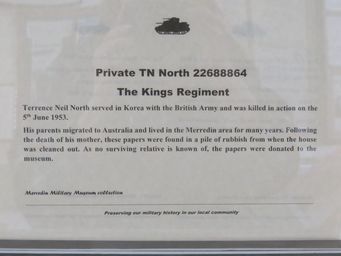 Private TN North 22688864
The Kings Regiment
Terrence Neil North served in Korea with the British Army and was killed in action on the
5th June 1953.
His parents migrated to Australia and lived in the Merredin area for many years. Following
the death of his mother, these papers were found in a pile of rubbish from when the house
was cleaned out. As no surviving relative is known of, the papers were donated to the
museum.
Merredin Military Museum collection
Preserving our military history in our local community